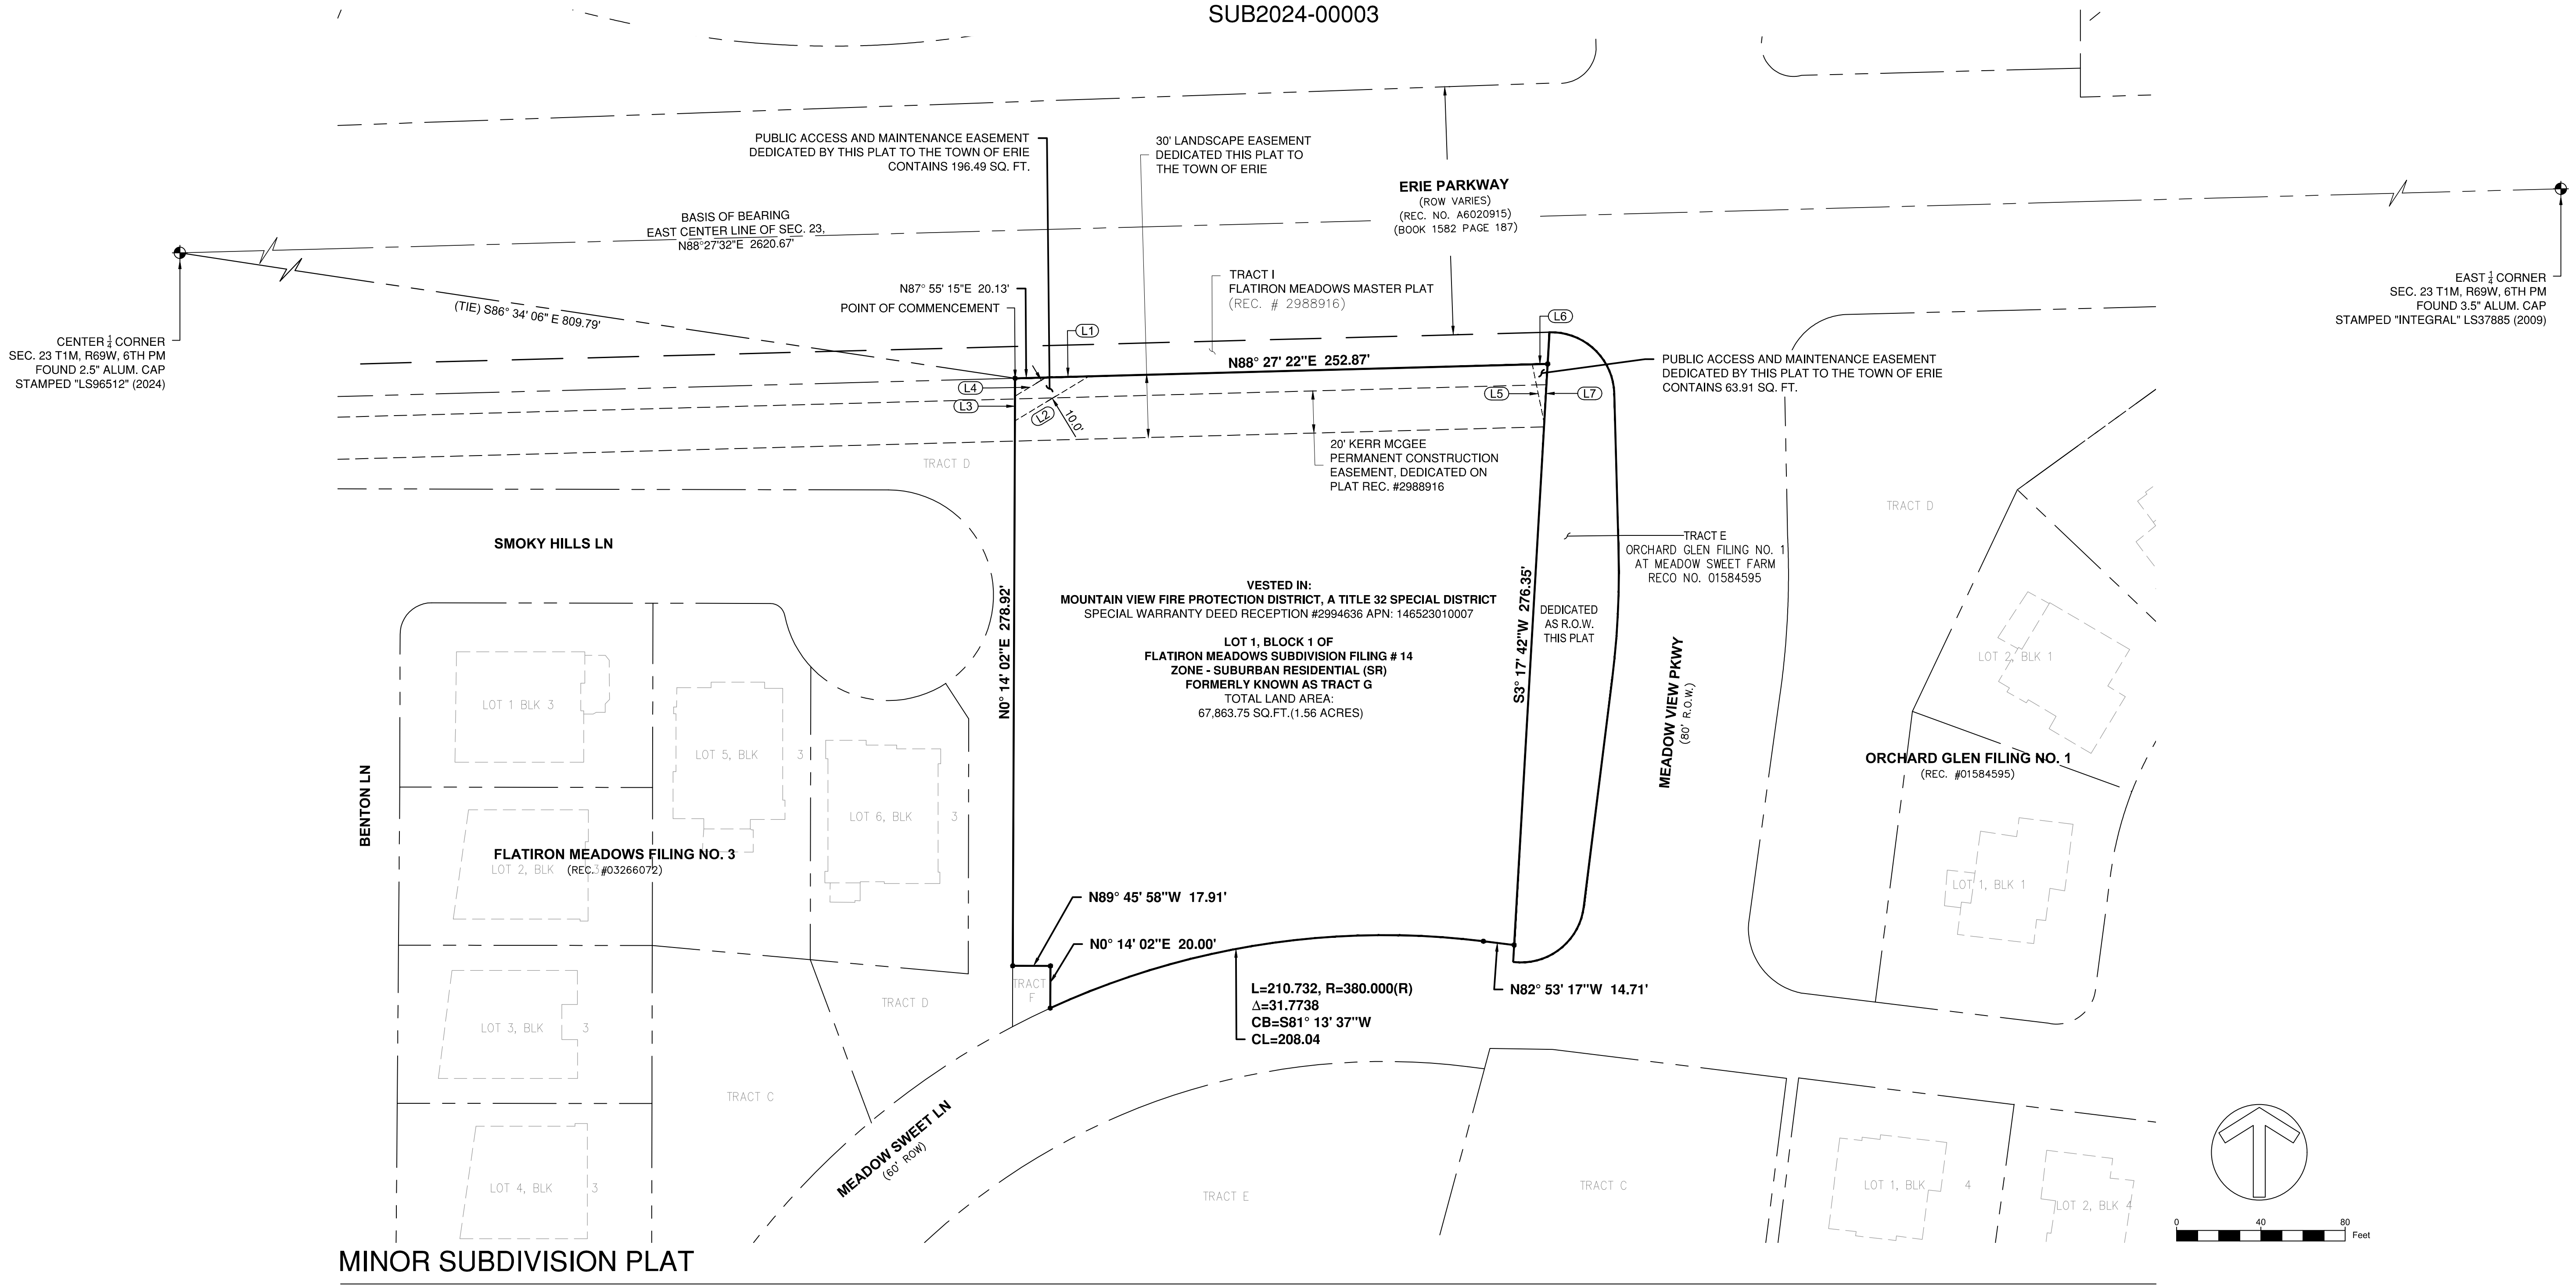 SUB2024-00003
PUBLIC ACCESS AND MAINTENANCE EASEMENT
DEDICATED BY THIS PLAT TO THE TOWN OF ERIE
CONTAINS 196.49 SQ. FT.
30' LANDSCAPE EASEMENT
DEDICATED THIS PLAT TO
THE TOWN OF ERIE
ERIE PARKWAY
(ROW VARIES)
(REC. NO. A6020915)
(BOOK 1582 PAGE 187)
BASIS OF BEARING
EAST CENTER LINE OF SEC. 23,
N88°27'32"E 2620.67'
(TIE) S86° 34' 06" E 809.79'
CENTER 1/4 CORNER
SEC. 23 T1M, R69W, 6TH PM
FOUND 2.5" ALUM. CAP
STAMPED "LS96512" (2024)
EAST 1/4 CORNER
SEC. 23 T1M, R69W, 6TH PM
FOUND 3.5" ALUM. CAP
STAMPED "INTEGRAL" LS37885 (2009)
N87° 55' 15"E 20.13'
POINT OF COMMENCEMENT
TRACT I
FLATIRON MEADOWS MASTER PLAT
(REC. # 2988916)
L1
L6
L4
L3
L2
10.0'
N88° 27' 22"E 252.87'
L5
L7
PUBLIC ACCESS AND MAINTENANCE EASEMENT
DEDICATED BY THIS PLAT TO THE TOWN OF ERIE
CONTAINS 63.91 SQ. FT.
20' KERR MCGEE
PERMANENT CONSTRUCTION
EASEMENT, DEDICATED ON
PLAT REC. #2988916
TRACT D
TRACT D
SMOKY HILLS LN
TRACT E
ORCHARD GLEN FILING NO. 1
AT MEADOW SWEET FARM
RECO NO. 01584595
N0° 14' 02"E 278.92'
VESTED IN:
MOUNTAIN VIEW FIRE PROTECTION DISTRICT, A TITLE 32 SPECIAL DISTRICT
SPECIAL WARRANTY DEED RECEPTION #2994636 APN: 146523010007
LOT 1, BLOCK 1 OF
FLATIRON MEADOWS SUBDIVISION FILING # 14
ZONE - SUBURBAN RESIDENTIAL (SR)
FORMERLY KNOWN AS TRACT G
TOTAL LAND AREA:
67,863.75 SQ.FT.(1.56 ACRES)
S3° 17' 42"W 276.35'
DEDICATED
AS R.O.W.
THIS PLAT
MEADOW VIEW PKWY
(80' R.O.W.)
LOT 2, BLK 1
ORCHARD GLEN FILING NO. 1
(REC. #01584595)
LOT 1, BLK 1
LOT 1 BLK 3
LOT 5, BLK 3
LOT 6, BLK 3
BENTON LN
FLATIRON MEADOWS FILING NO. 3
(REC. #03266072)
LOT 2, BLK 3
N89° 45' 58"W 17.91'
N0° 14' 02"E 20.00'
TRACT
F
TRACT D
LOT 3, BLK 3
L=210.732, R=380.000(R)
Δ=31.7738
CB=S81° 13' 37"W
CL=208.04
N82° 53' 17"W 14.71'
TRACT C
MEADOW SWEET LN
(60' ROW)
LOT 4, BLK 3
TRACT E
TRACT C
LOT 1, BLK 4
LOT 2, BLK 4
0 40 80
Feet
MINOR SUBDIVISION PLAT